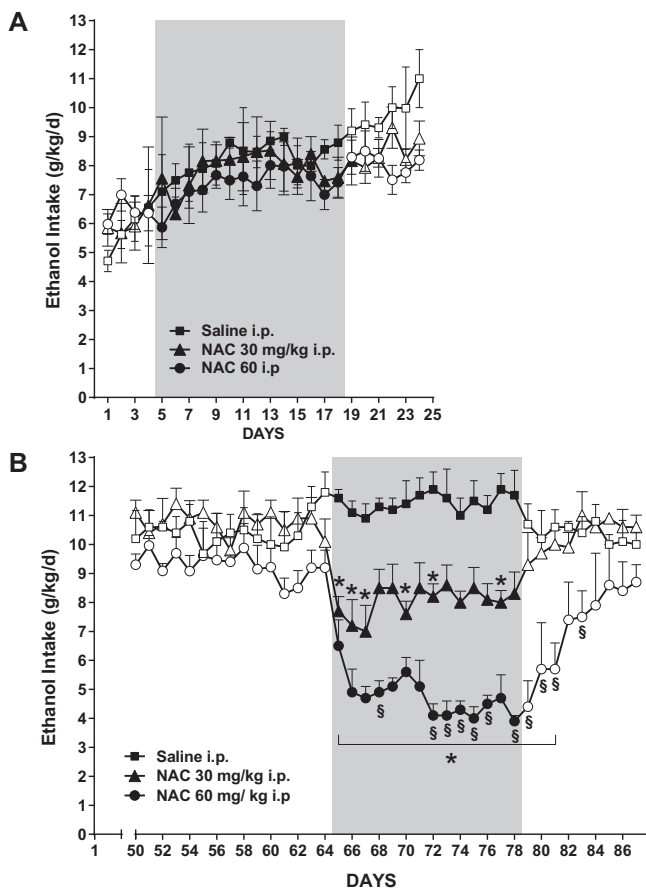 A
13
12
11
10
9
8
7
6
5
4
3
2
1
0
Ethanol Intake (g/kg/d)
Saline i.p.
NAC 30 mg/kg i.p.
NAC 60 i.p
1 3 5 7 9 11 13 15 17 19 21 23 25
DAYS
B
13
12
11
10
9
8
7
6
5
4
3
2
1
0
Ethanol Intake (g/kg/d)
* * * * * *
§ § § § § § § § § § §
*
Saline i.p.
NAC 30 mg/kg i.p.
NAC 60 mg/ kg i.p
1 50 52 54 56 58 60 62 64 66 68 70 72 74 76 78 80 82 84 86
DAYS